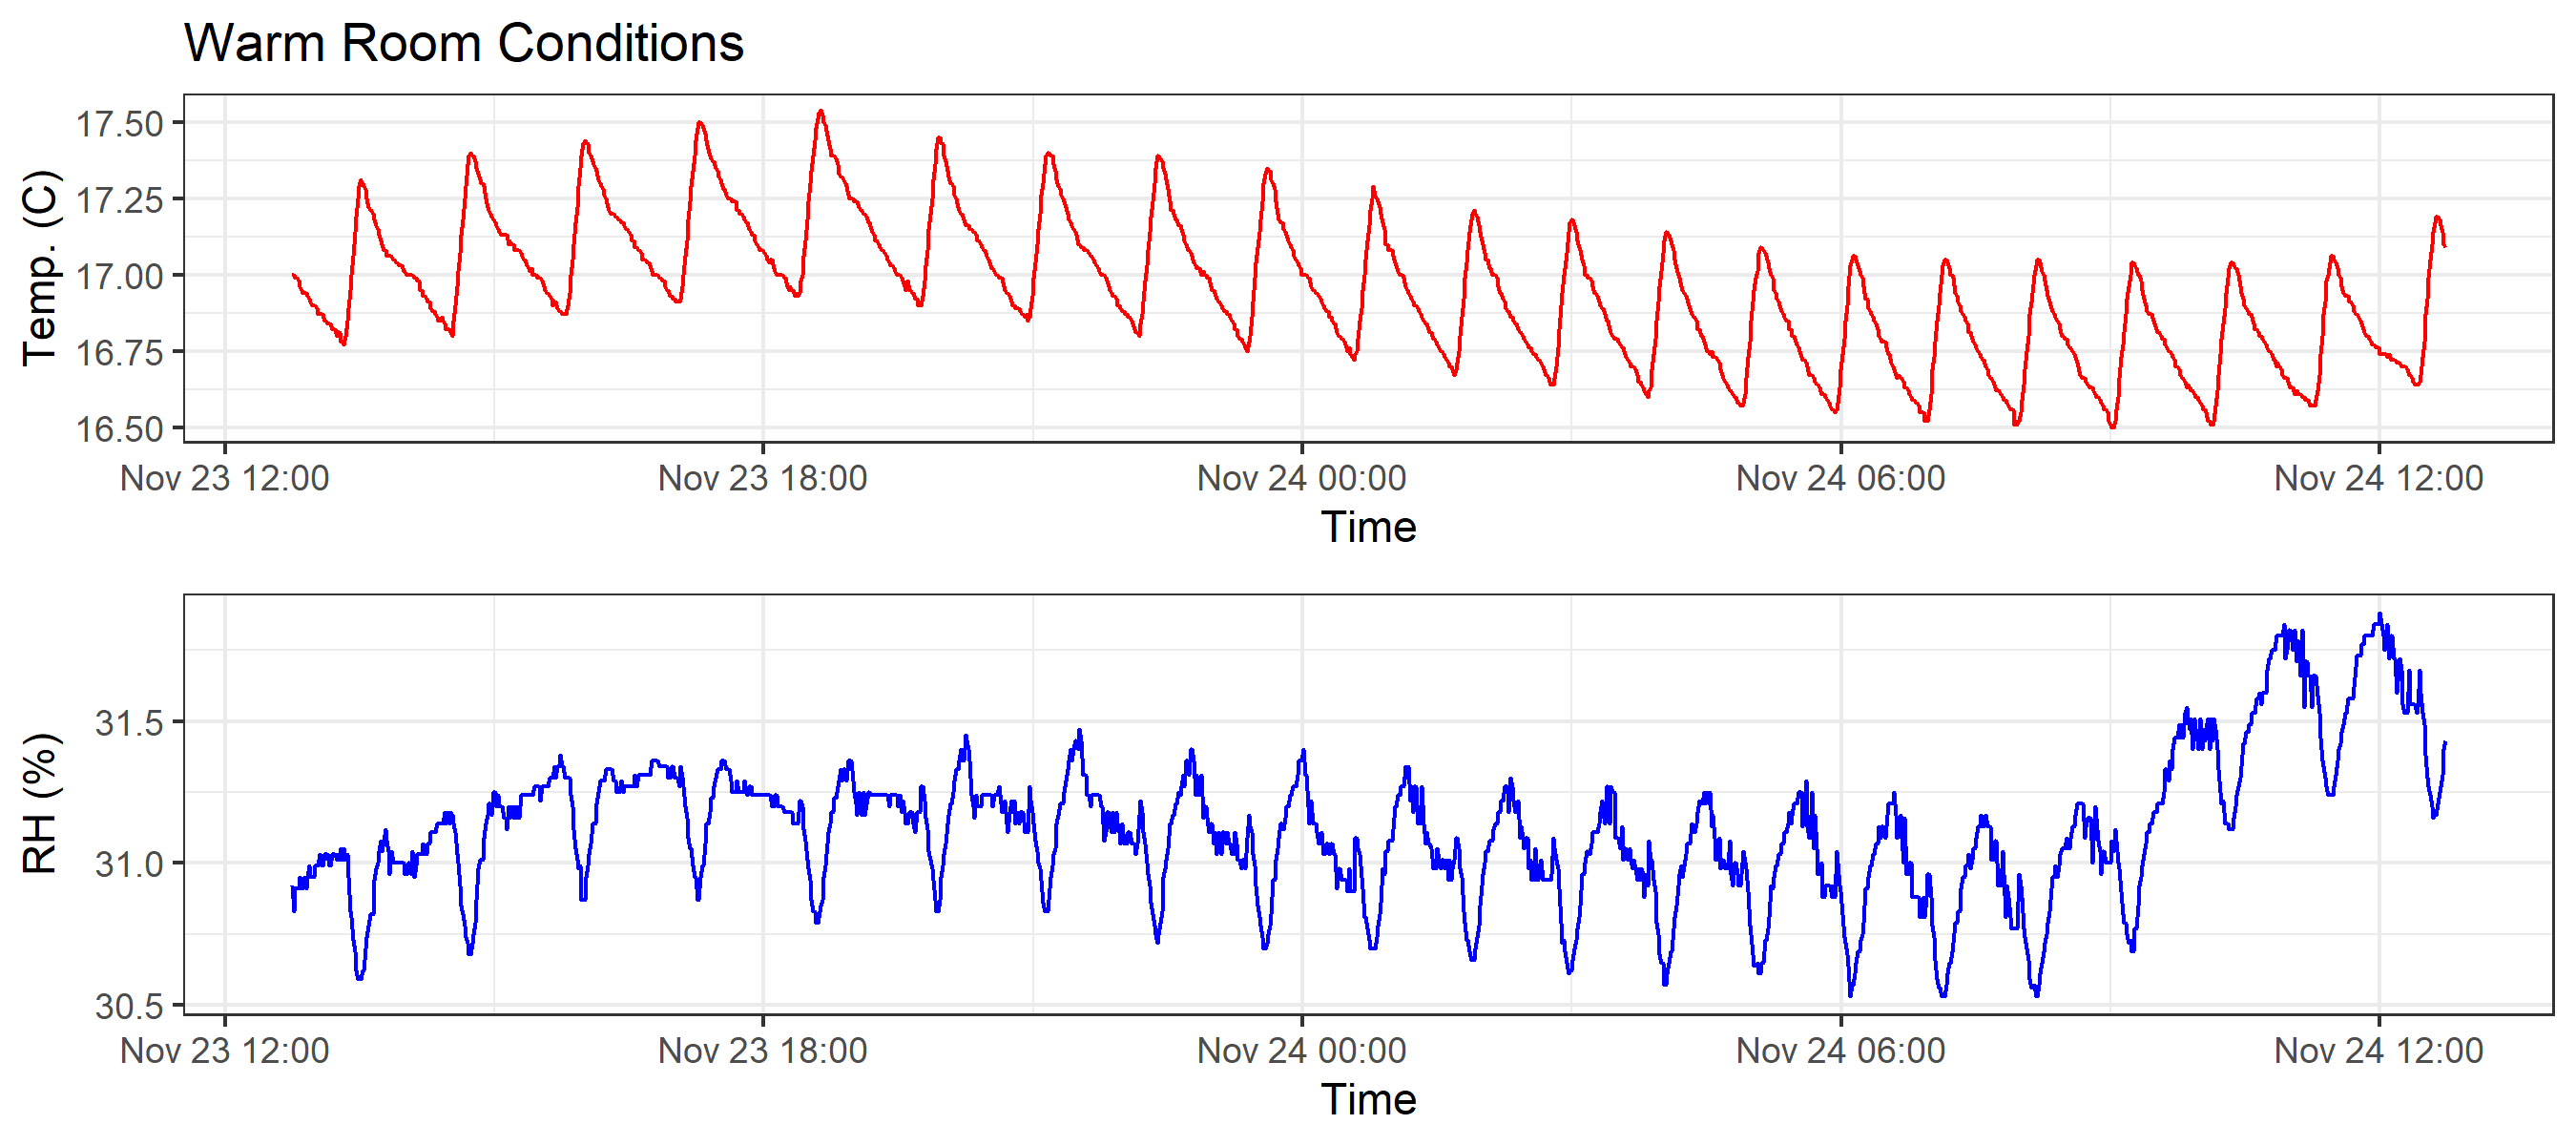 Warm Room Conditions
17.50
17.25
17.00
16.75
16.50
Temp. (C)
Nov 23 12:00 Nov 23 18:00 Nov 24 00:00 Nov 24 06:00 Nov 24 12:00
Time
31.5
31.0
30.5
RH (%)
Nov 23 12:00 Nov 23 18:00 Nov 24 00:00 Nov 24 06:00 Nov 24 12:00
Time